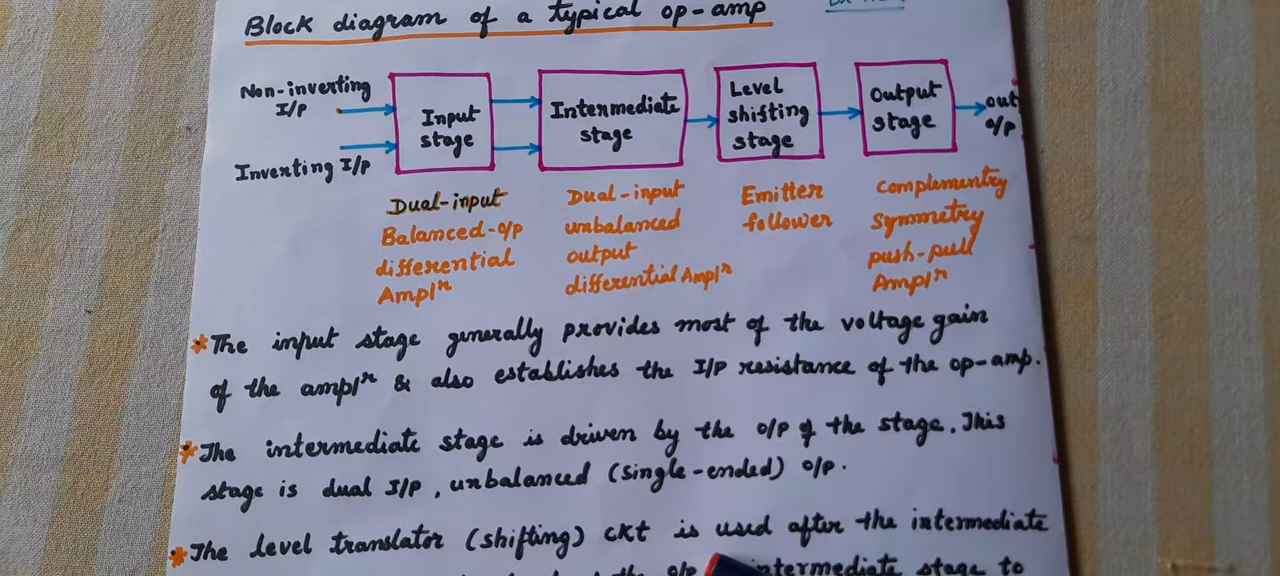 Block diagram of a typical op-amp
Non-inverting
I/P
Inverting I/P
Input
stage
Intermediate
stage
Level
shifting
stage
Output
stage
out
o/p
Dual-input
Balanced-o/p
differential
Amplr
Dual-input
unbalanced
output
differential Amplr
Emitter
follower
Complementry
Symmetry
push-pull
Amplr
*The input stage generally provides most of the voltage gain
of the amplr & also establishes the I/P resistance of the op-amp.
*The intermediate stage is driven by the o/p of the stage. This
stage is dual I/P, unbalanced (single-ended) o/p.
*The level translator (shifting) ckt is used after the intermediate
the o/p intermediate stage to